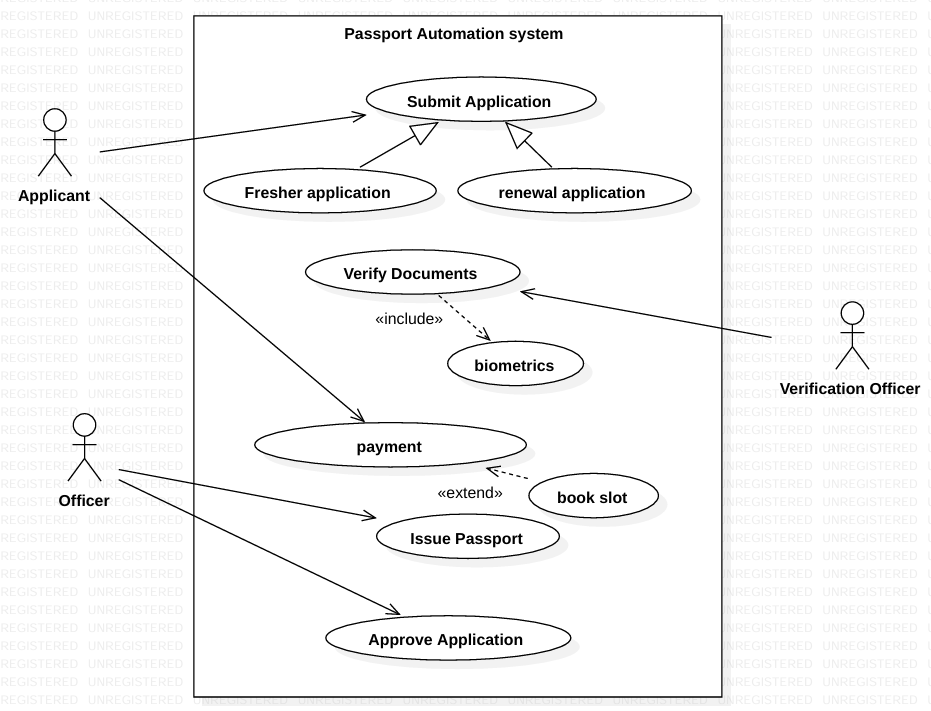 Passport Automation system
Submit Application
Applicant
Fresher application
renewal application
Verify Documents
«include»
biometrics
Verification Officer
payment
Officer
«extend»
book slot
Issue Passport
Approve Application
UNREGISTERED